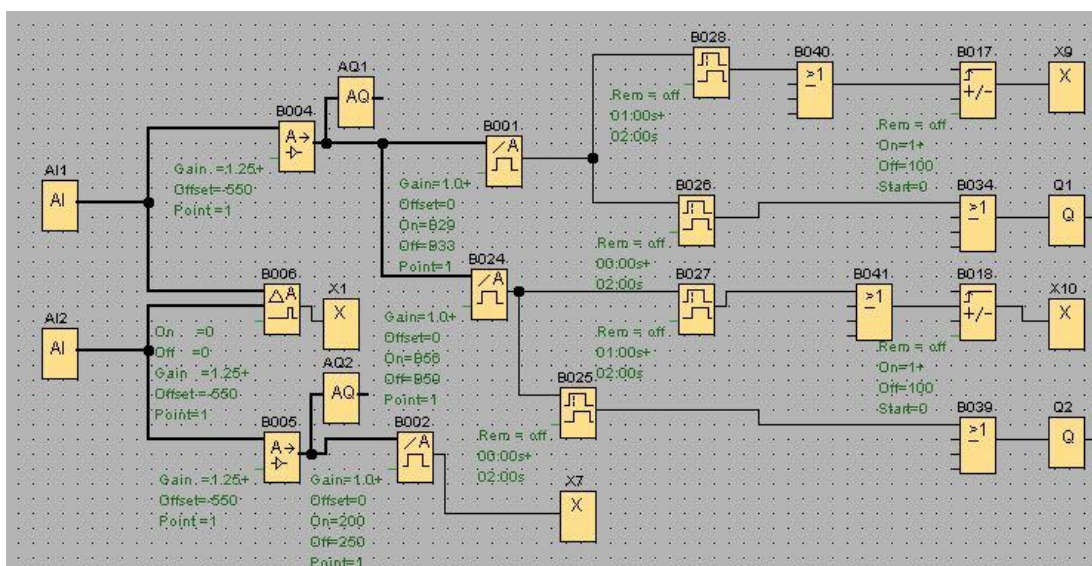 B028
B040
B017
X9
≥1
+/-
X
AQ1
AQ
Rem = off
01:00s+
02:00s
B004
A→
B001
/A
Rem = off
On=1+
Off=100
Start=0
Gain =1.25+
Offset=-550
Point=1
AI1
AI
Gain=1.0+
Offset=0
On=B29
Off=B33
Point=1
B026
B034
Q1
≥1
Q
Rem = off
00:00s+
02:00s
B024
/A
B006
△A
X1
X
B027
B041
B018
X10
≥1
+/-
X
AI2
AI
On =0
Off =0
Gain =1.25+
Offset=-550
Point=1
Gain=1.0+
Offset=0
On=B56
Off=B59
Point=1
Rem = off
01:00s+
02:00s
Rem = off
On=1+
Off=100
Start=0
AQ2
AQ
B025
B039
Q2
≥1
Q
B005
A→
B002
/A
Rem = off
00:00s+
02:00s
Gain =1.25+
Offset=-550
Point=1
Gain=1.0+
Offset=0
On=200
Off=250
Point=1
X7
X